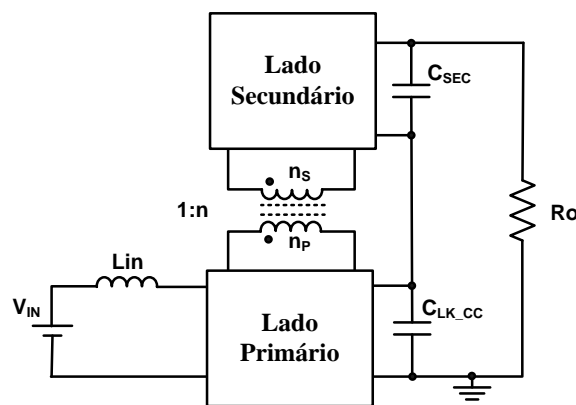 Lado
Secundário
C_SEC
n_S
1:n
n_P
Ro
Lin
V_IN
Lado
Primário
C_LK_CC